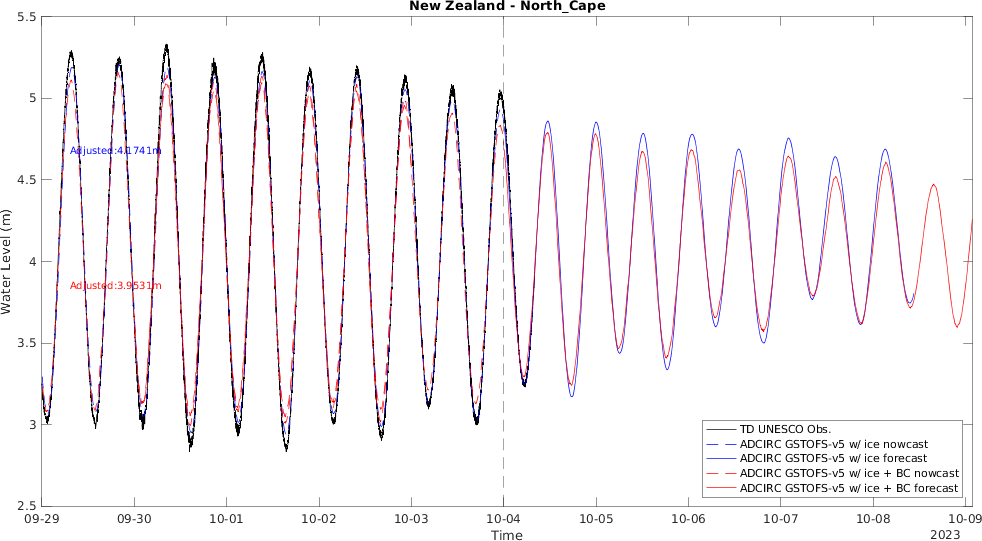 New Zealand - North_Cape
5.5
5
4.5
4
3.5
3
2.5
Water Level (m)
Adjusted:4.1741m
Adjusted:3.9531m
TD UNESCO Obs.
ADCIRC GSTOFS-v5 w/ ice nowcast
ADCIRC GSTOFS-v5 w/ ice forecast
ADCIRC GSTOFS-v5 w/ ice + BC nowcast
ADCIRC GSTOFS-v5 w/ ice + BC forecast
09-29 09-30 10-01 10-02 10-03 10-04 10-05 10-06 10-07 10-08 10-09
Time
2023